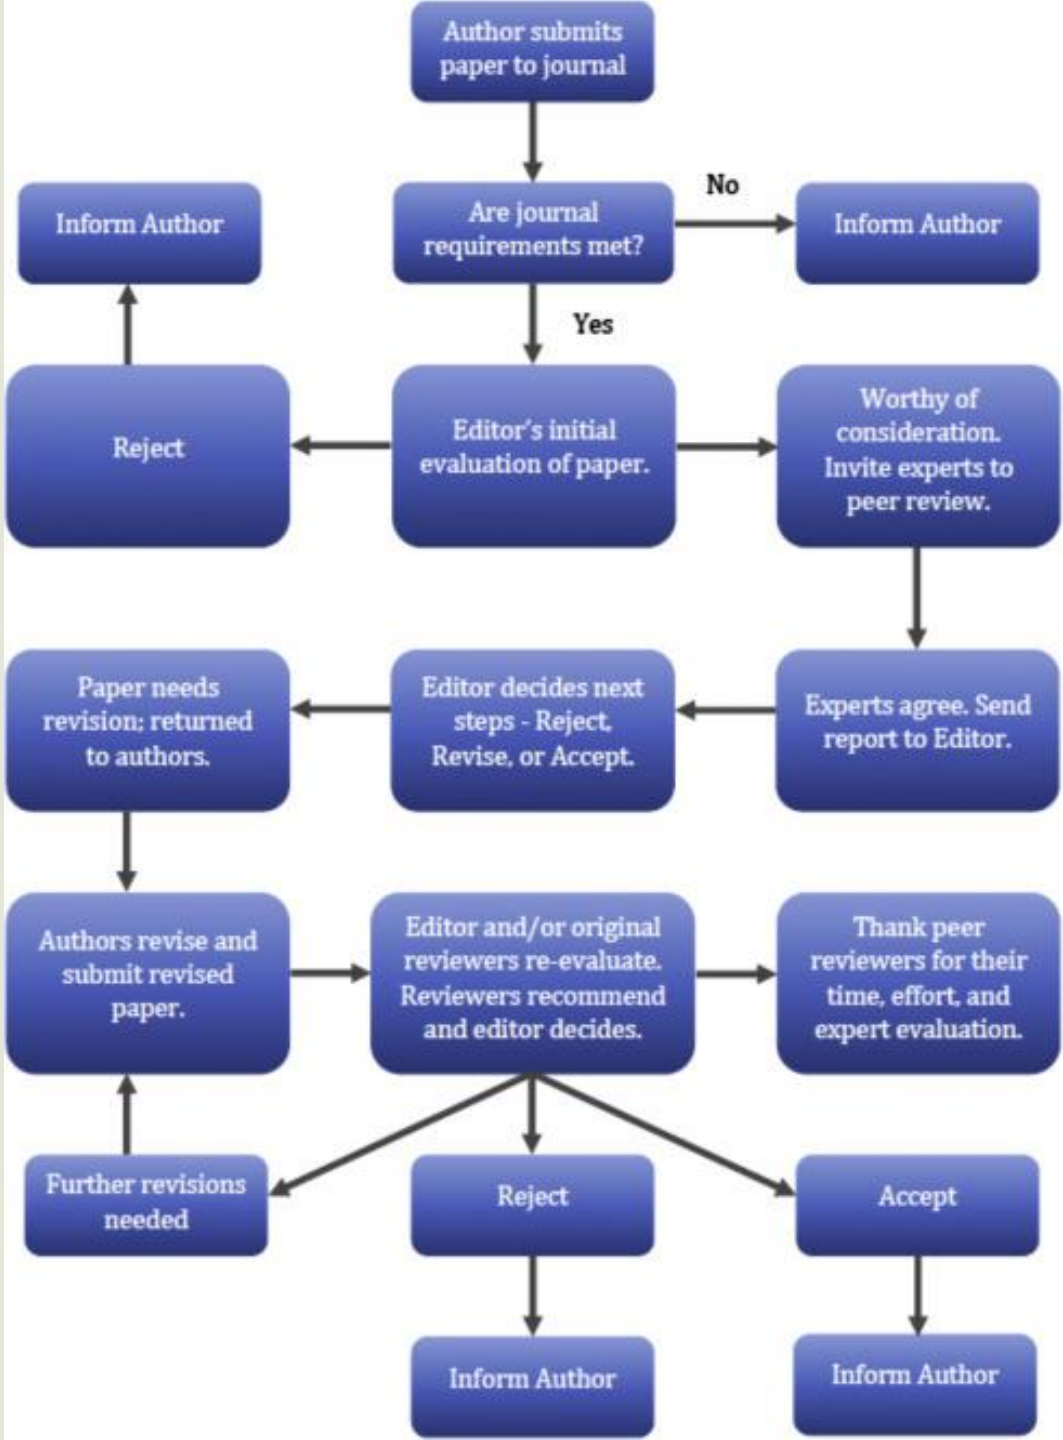 Author submits
paper to journal
No
Inform Author
Are journal
requirements met?
Inform Author
Yes
Reject
Editor's initial
evaluation of paper.
Worthy of
consideration.
Invite experts to
peer review.
Paper needs
revision; returned
to authors.
Editor decides next
steps - Reject,
Revise, or Accept.
Experts agree. Send
report to Editor.
Authors revise and
submit revised
paper.
Editor and/or original
reviewers re-evaluate.
Reviewers recommend
and editor decides.
Thank peer
reviewers for their
time, effort, and
expert evaluation.
Further revisions
needed
Reject
Accept
Inform Author
Inform Author